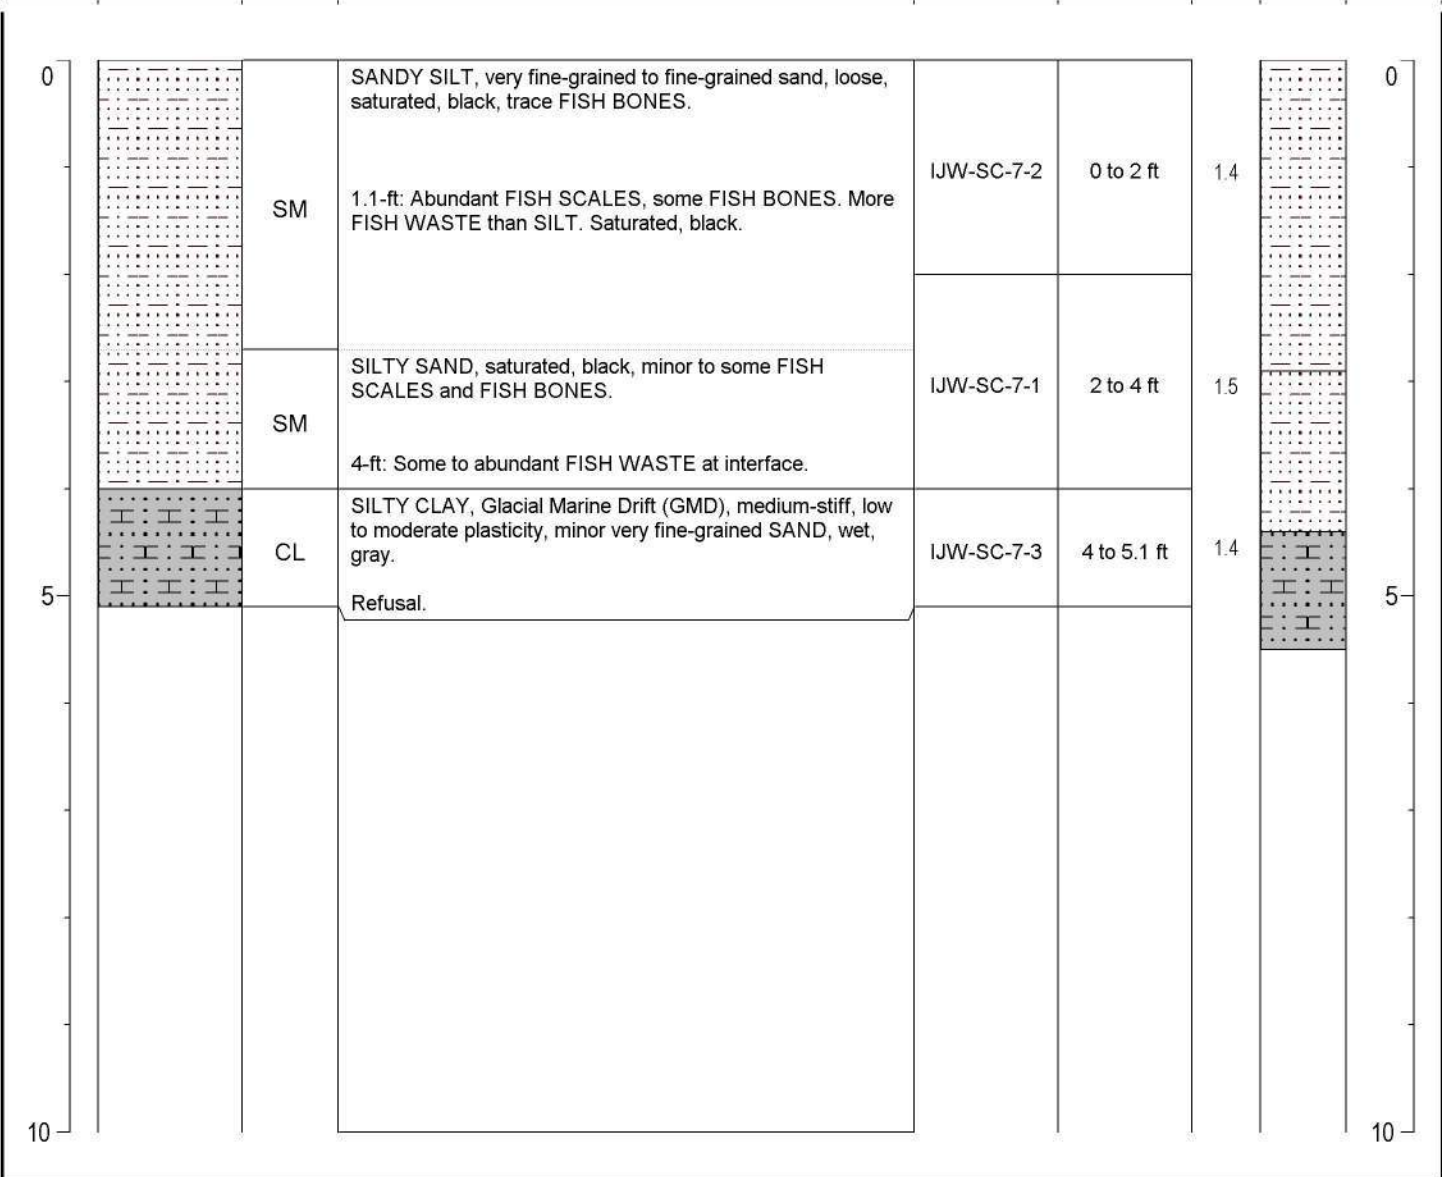 0
SANDY SILT, very fine-grained to fine-grained sand, loose,
saturated, black, trace FISH BONES.
SM
1.1-ft: Abundant FISH SCALES, some FISH BONES. More
FISH WASTE than SILT. Saturated, black.
IJW-SC-7-2
0 to 2 ft
1.4
0
SM
SILTY SAND, saturated, black, minor to some FISH
SCALES and FISH BONES.
4-ft: Some to abundant FISH WASTE at interface.
IJW-SC-7-1
2 to 4 ft
1.5
CL
SILTY CLAY, Glacial Marine Drift (GMD), medium-stiff, low
to moderate plasticity, minor very fine-grained SAND, wet,
gray.
Refusal.
IJW-SC-7-3
4 to 5.1 ft
1.4
5
5
10
10